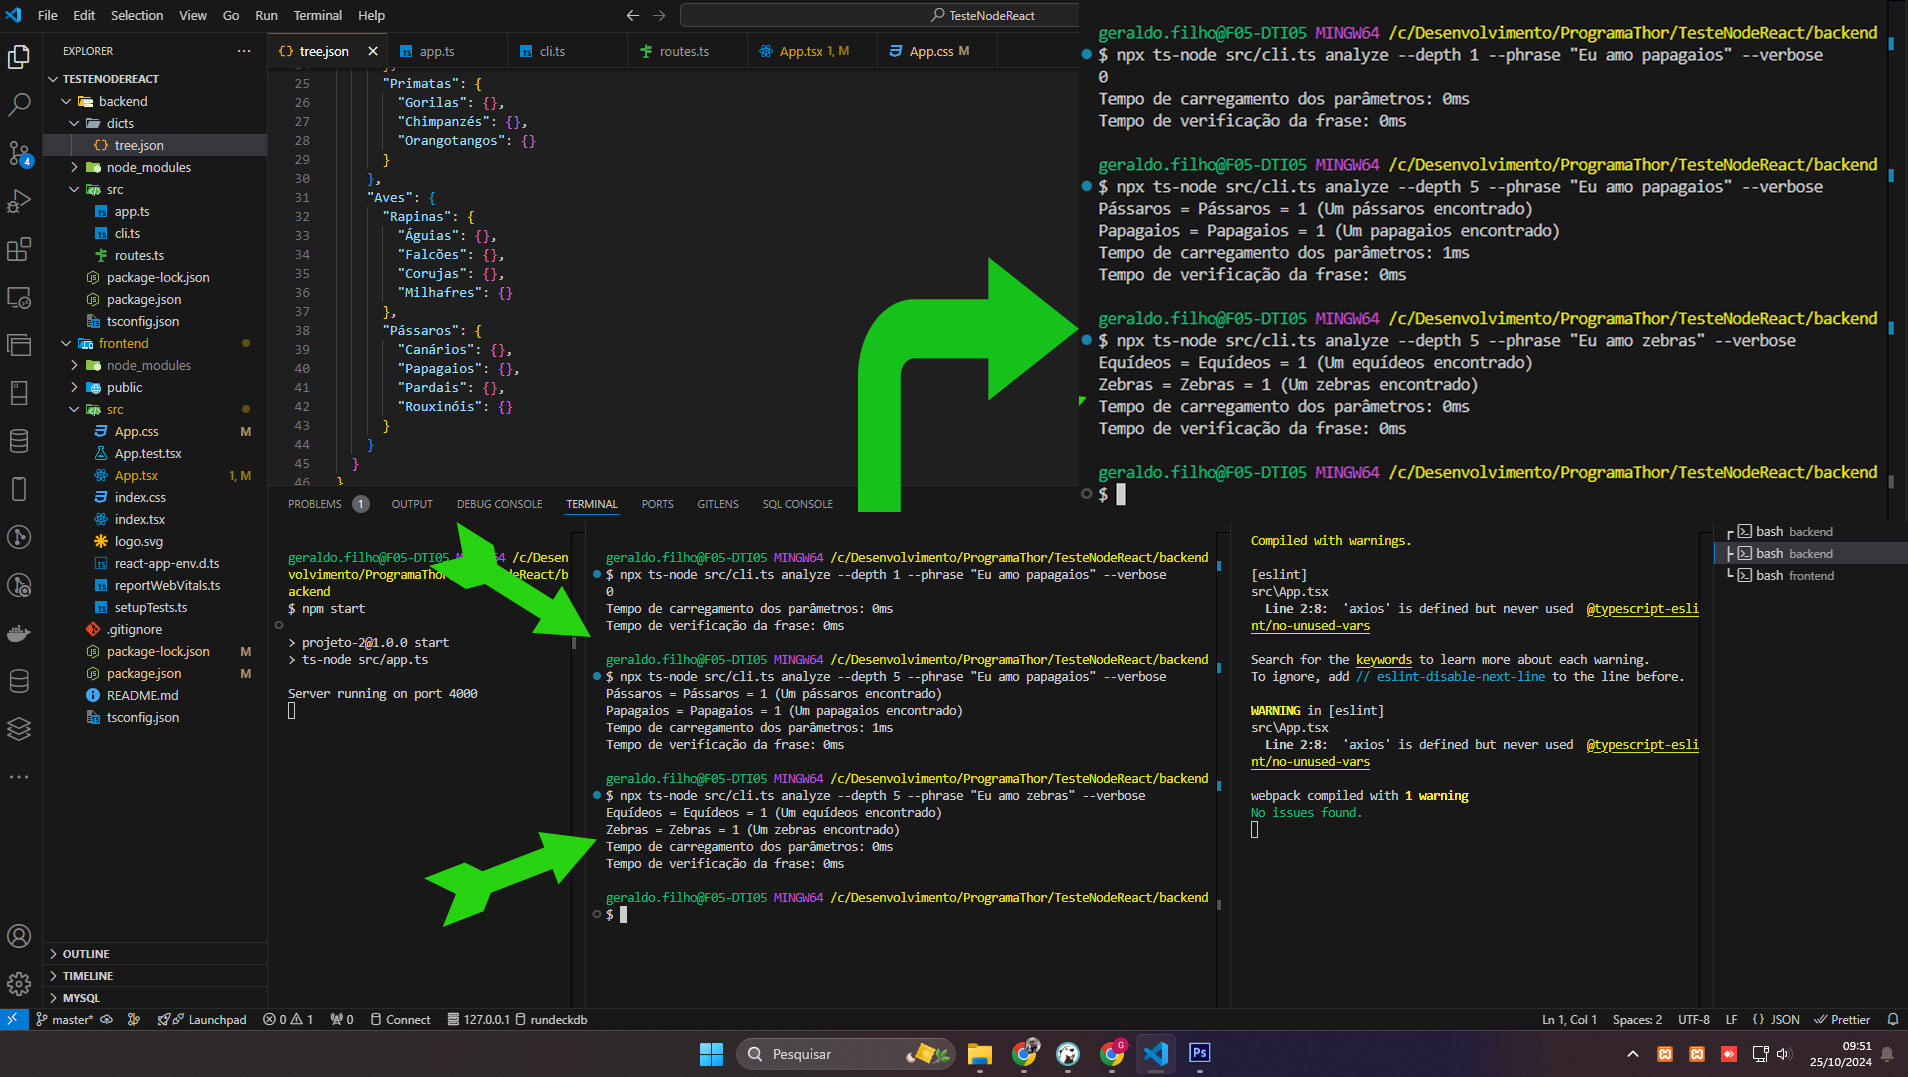 File Edit Selection View Go Run Terminal Help
TesteNodeReact
EXPLORER
TESTENODEREACT
backend
dicts
tree.json
node_modules
src
app.ts
cli.ts
routes.ts
package-lock.json
package.json
tsconfig.json
frontend
node_modules
public
src
App.css M
App.test.tsx
App.tsx 1, M
index.css
index.tsx
logo.svg
react-app-env.d.ts
reportWebVitals.ts
setupTests.ts
.gitignore
package-lock.json M
package.json M
README.md
tsconfig.json
OUTLINE
TIMELINE
MYSQL
4
tree.json app.ts cli.ts routes.ts App.tsx 1, M App.css M
25 "Primatas": {
26 "Gorilas": {},
27 "Chimpanzés": {},
28 "Orangotangos": {}
29 }
30 },
31 "Aves": {
32 "Rapinas": {
33 "Águias": {},
34 "Falcões": {},
35 "Corujas": {},
36 "Milhafres": {}
37 },
38 "Pássaros": {
39 "Canários": {},
40 "Papagaios": {},
41 "Pardais": {},
42 "Rouxinóis": {}
43 }
44 }
45 }
46 }
geraldo.filho@F05-DTI05 MINGW64 /c/Desenvolvimento/ProgramaThor/TesteNodeReact/backend
$ npx ts-node src/cli.ts analyze --depth 1 --phrase "Eu amo papagaios" --verbose
0
Tempo de carregamento dos parâmetros: 0ms
Tempo de verificação da frase: 0ms
geraldo.filho@F05-DTI05 MINGW64 /c/Desenvolvimento/ProgramaThor/TesteNodeReact/backend
$ npx ts-node src/cli.ts analyze --depth 5 --phrase "Eu amo papagaios" --verbose
Pássaros = Pássaros = 1 (Um pássaros encontrado)
Papagaios = Papagaios = 1 (Um papagaios encontrado)
Tempo de carregamento dos parâmetros: 1ms
Tempo de verificação da frase: 0ms
geraldo.filho@F05-DTI05 MINGW64 /c/Desenvolvimento/ProgramaThor/TesteNodeReact/backend
$ npx ts-node src/cli.ts analyze --depth 5 --phrase "Eu amo zebras" --verbose
Equídeos = Equídeos = 1 (Um equídeos encontrado)
Zebras = Zebras = 1 (Um zebras encontrado)
Tempo de carregamento dos parâmetros: 0ms
Tempo de verificação da frase: 0ms
geraldo.filho@F05-DTI05 MINGW64 /c/Desenvolvimento/ProgramaThor/TesteNodeReact/backend
$
PROBLEMS 1 OUTPUT DEBUG CONSOLE TERMINAL PORTS GITLENS SQL CONSOLE
geraldo.filho@F05-DTI05 64 /c/Desen
volvimento/ProgramaThor eReact/b
ackend
$ npm start
> projeto-2@1.0.0 start
> ts-node src/app.ts
Server running on port 4000
geraldo.filho@F05-DTI05 MINGW64 /c/Desenvolvimento/ProgramaThor/TesteNodeReact/backend
$ npx ts-node src/cli.ts analyze --depth 1 --phrase "Eu amo papagaios" --verbose
0
Tempo de carregamento dos parâmetros: 0ms
Tempo de verificação da frase: 0ms
geraldo.filho@F05-DTI05 MINGW64 /c/Desenvolvimento/ProgramaThor/TesteNodeReact/backend
$ npx ts-node src/cli.ts analyze --depth 5 --phrase "Eu amo papagaios" --verbose
Pássaros = Pássaros = 1 (Um pássaros encontrado)
Papagaios = Papagaios = 1 (Um papagaios encontrado)
Tempo de carregamento dos parâmetros: 1ms
Tempo de verificação da frase: 0ms
geraldo.filho@F05-DTI05 MINGW64 /c/Desenvolvimento/ProgramaThor/TesteNodeReact/backend
$ npx ts-node src/cli.ts analyze --depth 5 --phrase "Eu amo zebras" --verbose
Equídeos = Equídeos = 1 (Um equídeos encontrado)
Zebras = Zebras = 1 (Um zebras encontrado)
Tempo de carregamento dos parâmetros: 0ms
Tempo de verificação da frase: 0ms
geraldo.filho@F05-DTI05 MINGW64 /c/Desenvolvimento/ProgramaThor/TesteNodeReact/backend
$
Compiled with warnings.
[eslint]
src\App.tsx
Line 2:8: 'axios' is defined but never used @typescript-esli
nt/no-unused-vars
Search for the keywords to learn more about each warning.
To ignore, add // eslint-disable-next-line to the line before.
WARNING in [eslint]
src\App.tsx
Line 2:8: 'axios' is defined but never used @typescript-esli
nt/no-unused-vars
webpack compiled with 1 warning
No issues found.
bash backend
bash backend
bash frontend
master* Launchpad 0 1 0 Connect 127.0.0.1 rundeckdb
Ln 1, Col 1 Spaces: 2 UTF-8 LF {} JSON Prettier
Pesquisar
G
Ps
09:51
25/10/2024